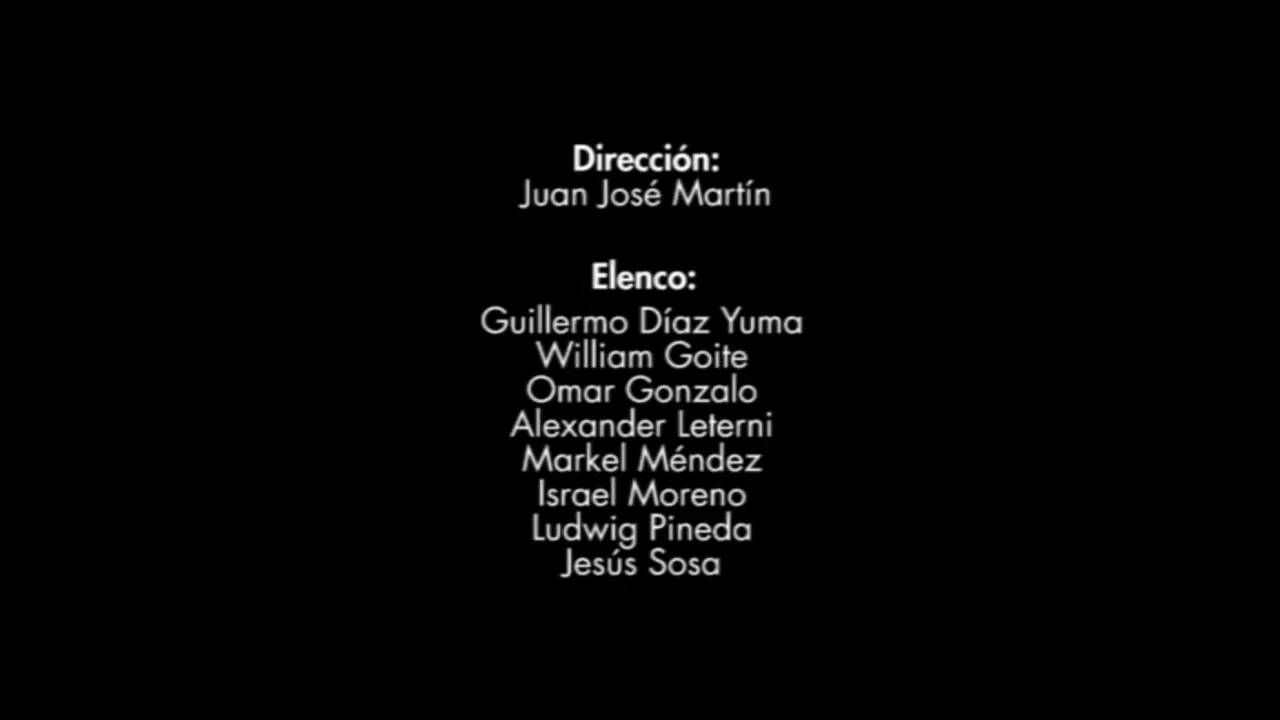 Dirección:
Juan José Martín
Elenco:
Guillermo Díaz Yuma
William Goite
Omar Gonzalo
Alexander Leterni
Markel Méndez
Israel Moreno
Ludwig Pineda
Jesús Sosa